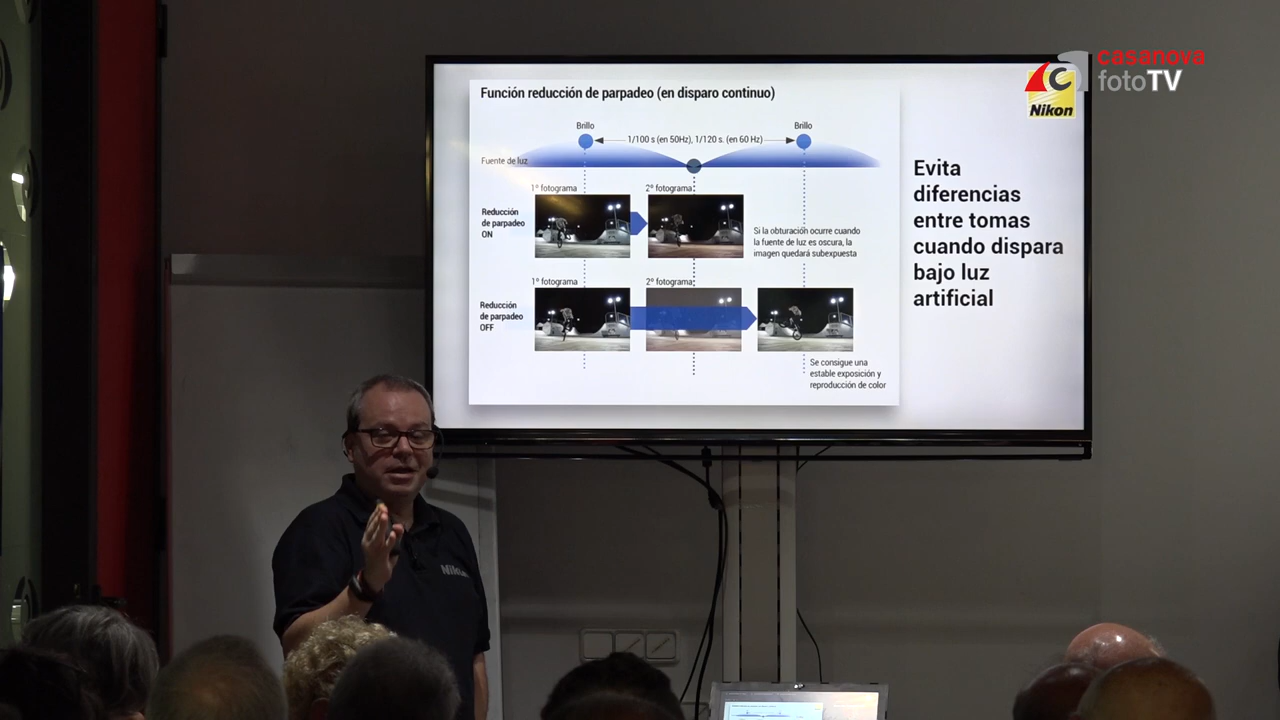 casanova
fotoTV
Nikon
Función reducción de parpadeo (en disparo continuo)
Brillo
Brillo
1/100 s (en 50Hz), 1/120 s. (en 60 Hz)
Fuente de luz
1º fotograma
2º fotograma
Reducción
de parpadeo
ON
Si la obturación ocurre cuando
la fuente de luz es oscura, la
imagen quedará subexpuesta
1º fotograma
2º fotograma
Reducción
de parpadeo
OFF
Se consigue una
estable exposición y
reproducción de color
Evita
diferencias
entre tomas
cuando dispara
bajo luz
artificial
Nikon